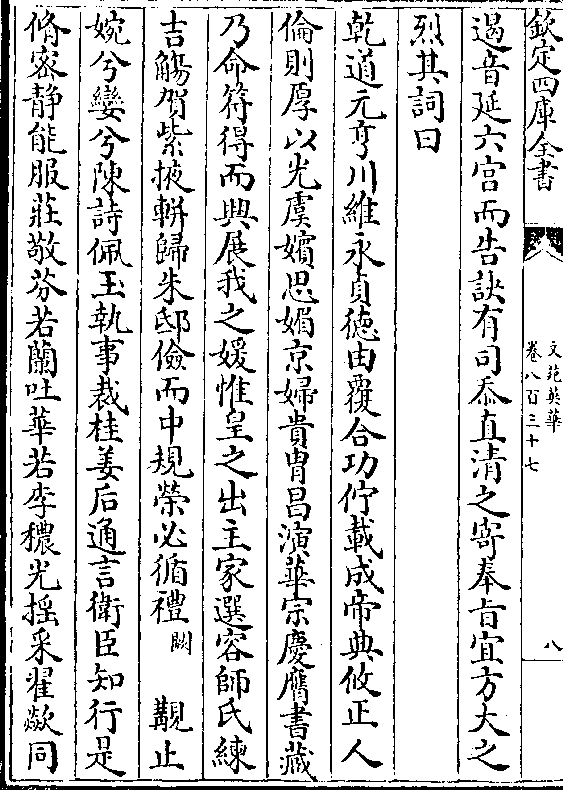 欽定四庫全書
文苑英華
卷八百三十七
八
遏音延六宮而告訣有司忝直清之寄奉旨宜方大之
烈其詞曰
乾道元亨川維永貞德由覆合功佇載成帝典攸正人
倫則厚以光虞嬪思媚京婦貴胄昌演華宗慶膺書藏
乃命符得而興展我之媛惟皇之出主家選容師氏練
吉觴賀紫掖輧歸朱邸儉而中規榮必循禮闕覯止
婉兮孌兮陳詩佩玉執事裁桂姜后通言衛臣知行是
脩宻静能服莊敬芬若蘭吐華若李穠光揺采翟歘同